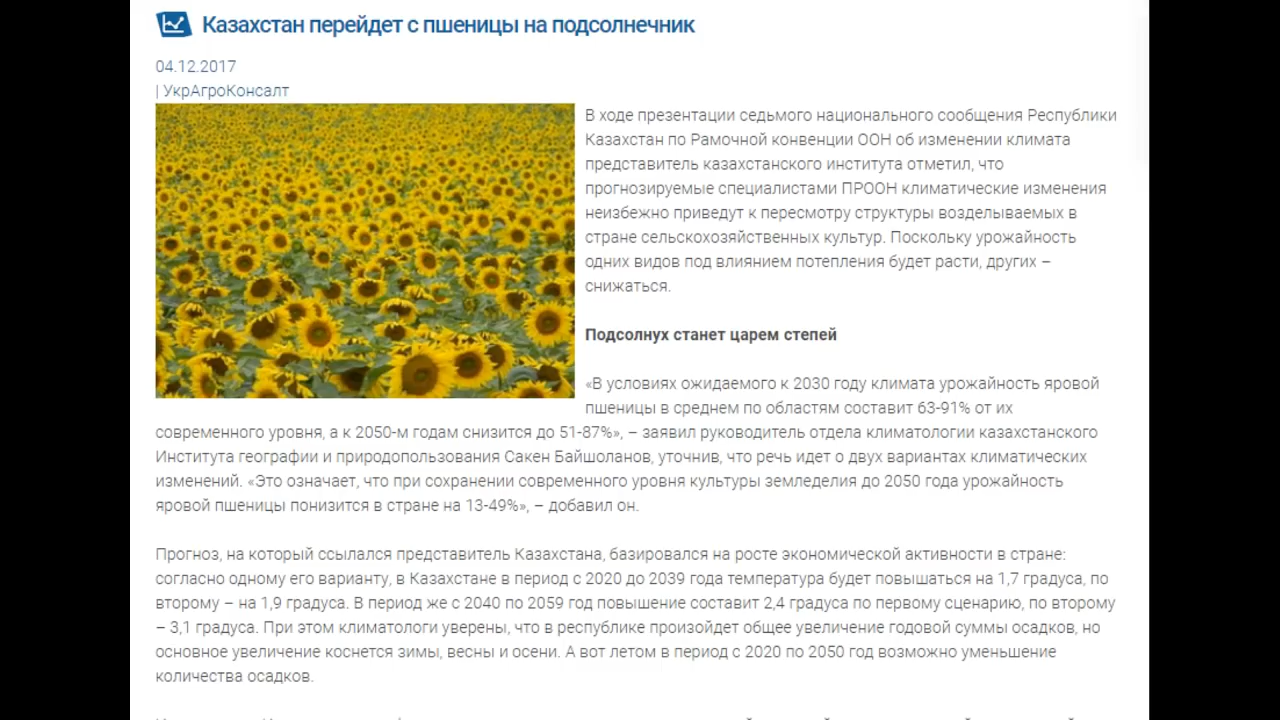 Казахстан перейдет с пшеницы на подсолнечник
04.12.2017
| УкрАгроКонсалт
В ходе презентации седьмого национального сообщения Республики
Казахстан по Рамочной конвенции ООН об изменении климата
представитель казахстанского института отметил, что
прогнозируемые специалистами ПРООН климатические изменения
неизбежно приведут к пересмотру структуры возделываемых в
стране сельскохозяйственных культур. Поскольку урожайность
одних видов под влиянием потепления будет расти, других –
снижаться.
Подсолнух станет царем степей
«В условиях ожидаемого к 2030 году климата урожайность яровой
пшеницы в среднем по областям составит 63-91% от их
современного уровня, а к 2050-м годам снизится до 51-87%», – заявил руководитель отдела климатологии казахстанского
Института географии и природопользования Сакен Байшоланов, уточнив, что речь идет о двух вариантах климатических
изменений. «Это означает, что при сохранении современного уровня культуры земледелия до 2050 года урожайность
яровой пшеницы понизится в стране на 13-49%», – добавил он.
Прогноз, на который ссылался представитель Казахстана, базировался на росте экономической активности в стране:
согласно одному его варианту, в Казахстане в период с 2020 до 2039 года температура будет повышаться на 1,7 градуса, по
второму – на 1,9 градуса. В период же с 2040 по 2059 год повышение составит 2,4 градуса по первому сценарию, по второму
– 3,1 градуса. При этом климатологи уверены, что в республике произойдет общее увеличение годовой суммы осадков, но
основное увеличение коснется зимы, весны и осени. А вот летом в период с 2020 по 2050 год возможно уменьшение
количества осадков.